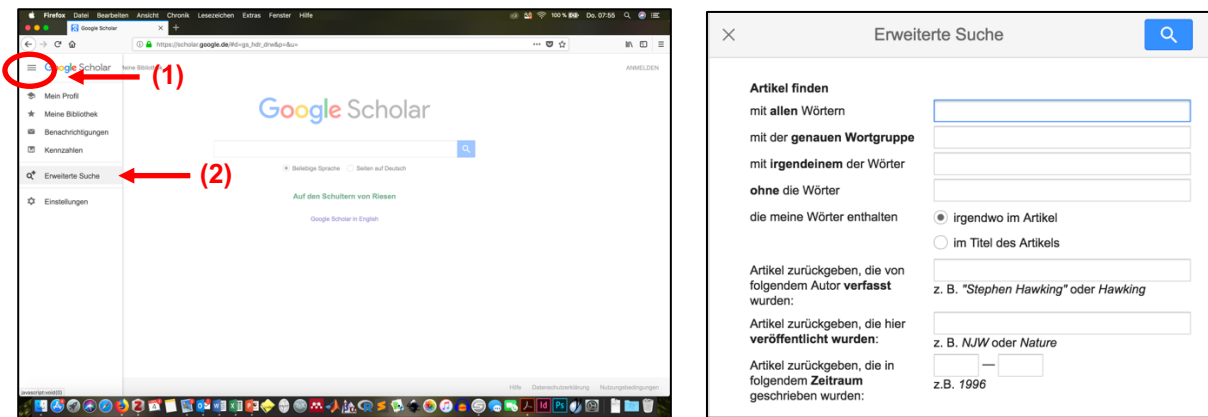 Firefox Datei Bearbeiten Ansicht Chronik Lesezeichen Extras Fenster Hilfe
100 % Do. 07:55
Google Scholar
https://scholar.google.de/#d=gs_hdr_drw&p=&u=
Google Scholar
ANMELDEN
(1)
Mein Profil
Meine Bibliothek
Benachrichtigungen
Kennzahlen
Erweiterte Suche
(2)
Einstellungen
Google Scholar
Beliebige Sprache Seiten auf Deutsch
Auf den Schultern von Riesen
Google Scholar in English
Hilfe Datenschutzerklärung Nutzungsbedingungen
javascript:void(0)
Erweiterte Suche
Artikel finden
mit allen Wörtern
mit der genauen Wortgruppe
mit irgendeinem der Wörter
ohne die Wörter
die meine Wörter enthalten
irgendwo im Artikel
im Titel des Artikels
Artikel zurückgeben, die von
folgendem Autor verfasst
wurden:
z. B. "Stephen Hawking" oder Hawking
Artikel zurückgeben, die hier
veröffentlicht wurden:
z. B. NJW oder Nature
Artikel zurückgeben, die in
folgendem Zeitraum
geschrieben wurden:
—
z.B. 1996